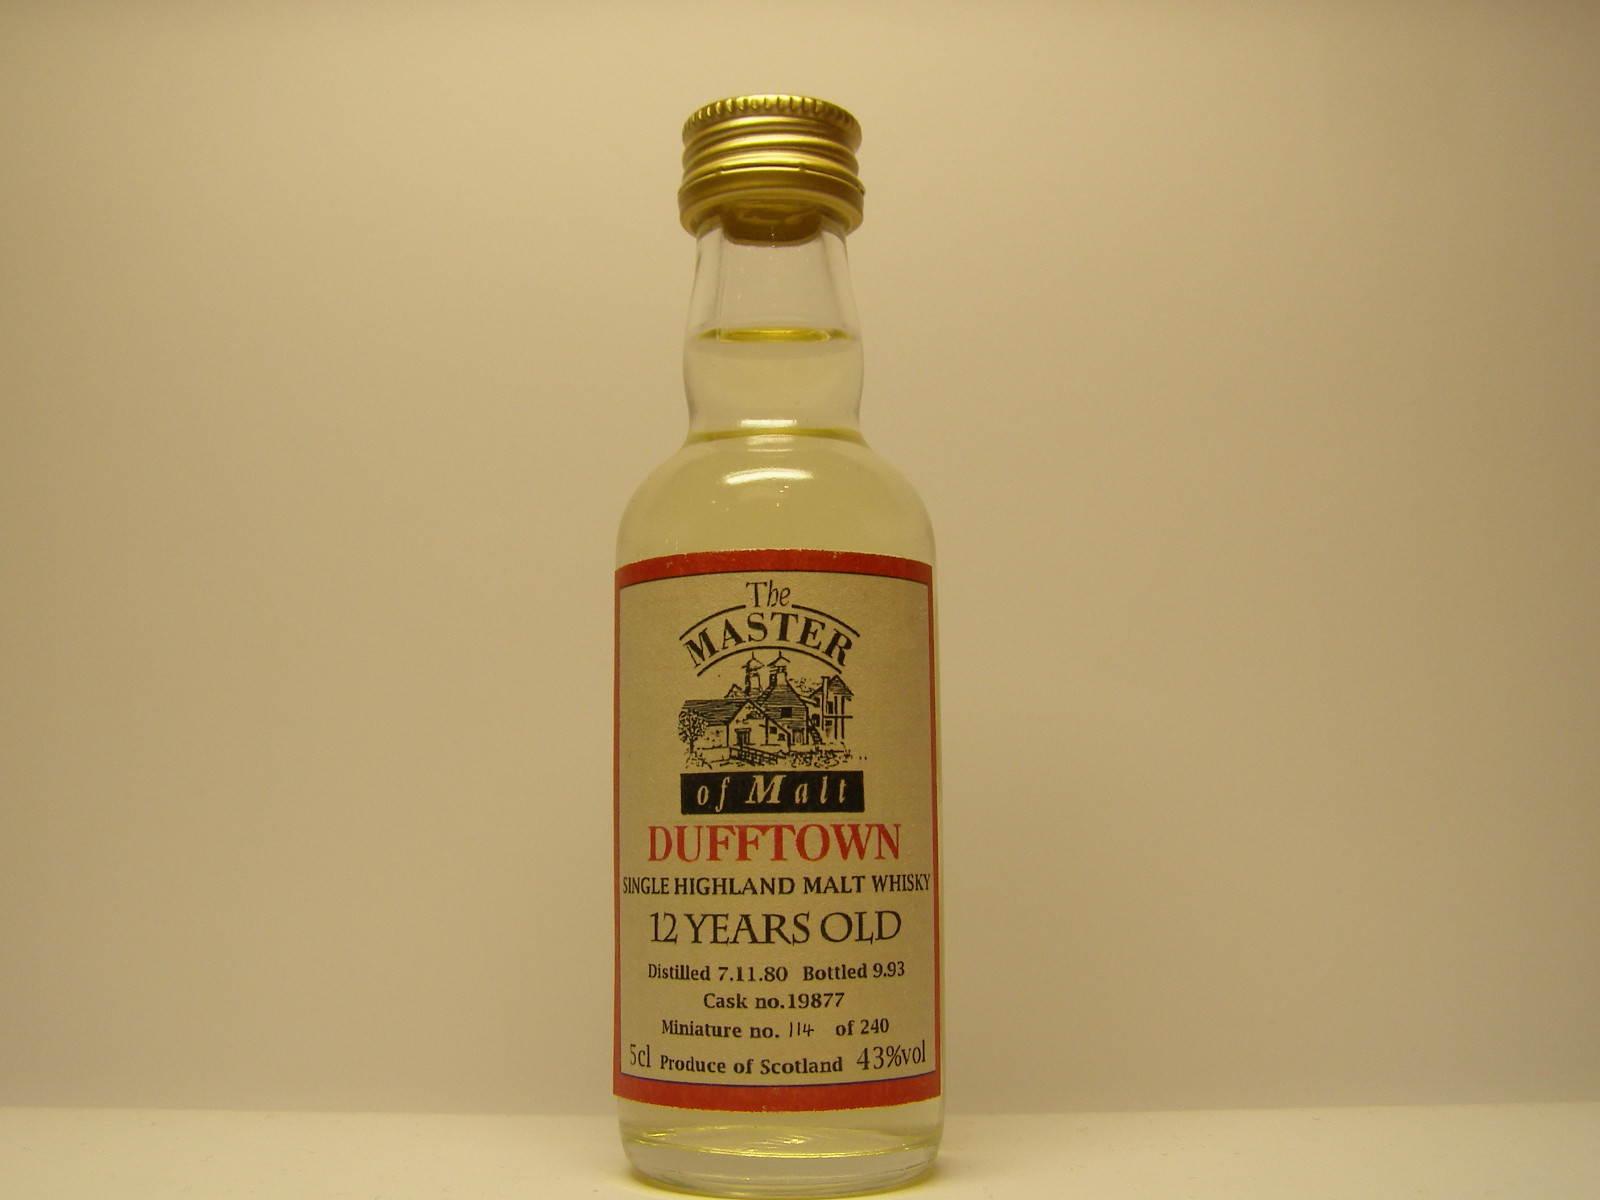 The
MASTER
of Malt
DUFFTOWN
SINGLE HIGHLAND MALT WHISKY
12 YEARS OLD
Distilled 7.11.80 Bottled 9.93
Cask no.19877
Miniature no. 114 of 240
5cl Produce of Scotland 43%vol